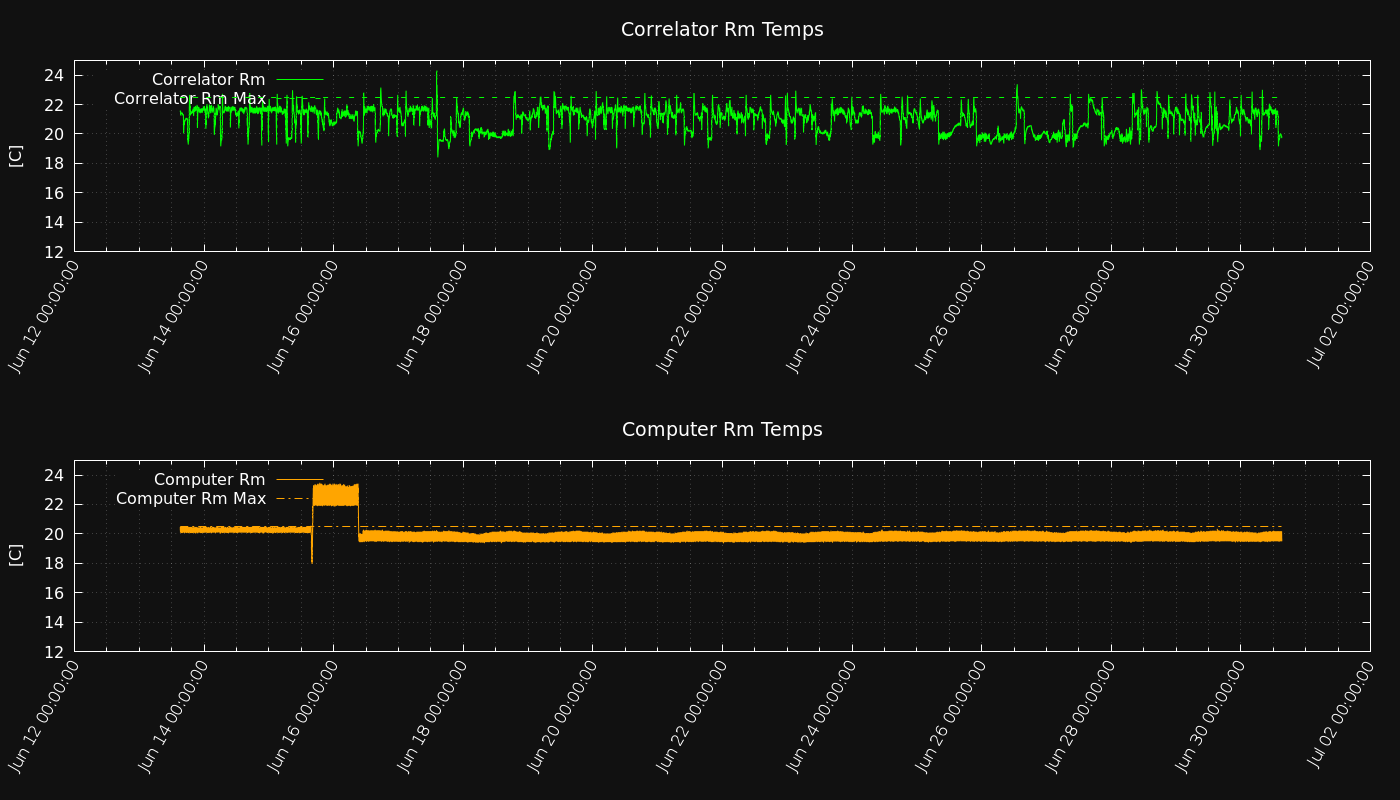 Correlator Rm Temps
Correlator Rm
Correlator Rm Max
24
22
20
18
16
14
12
[C]
Jun 12 00:00:00
Jun 14 00:00:00
Jun 16 00:00:00
Jun 18 00:00:00
Jun 20 00:00:00
Jun 22 00:00:00
Jun 24 00:00:00
Jun 26 00:00:00
Jun 28 00:00:00
Jun 30 00:00:00
Jul 02 00:00:00
Computer Rm Temps
Computer Rm
Computer Rm Max
24
22
20
18
16
14
12
[C]
Jun 12 00:00:00
Jun 14 00:00:00
Jun 16 00:00:00
Jun 18 00:00:00
Jun 20 00:00:00
Jun 22 00:00:00
Jun 24 00:00:00
Jun 26 00:00:00
Jun 28 00:00:00
Jun 30 00:00:00
Jul 02 00:00:00